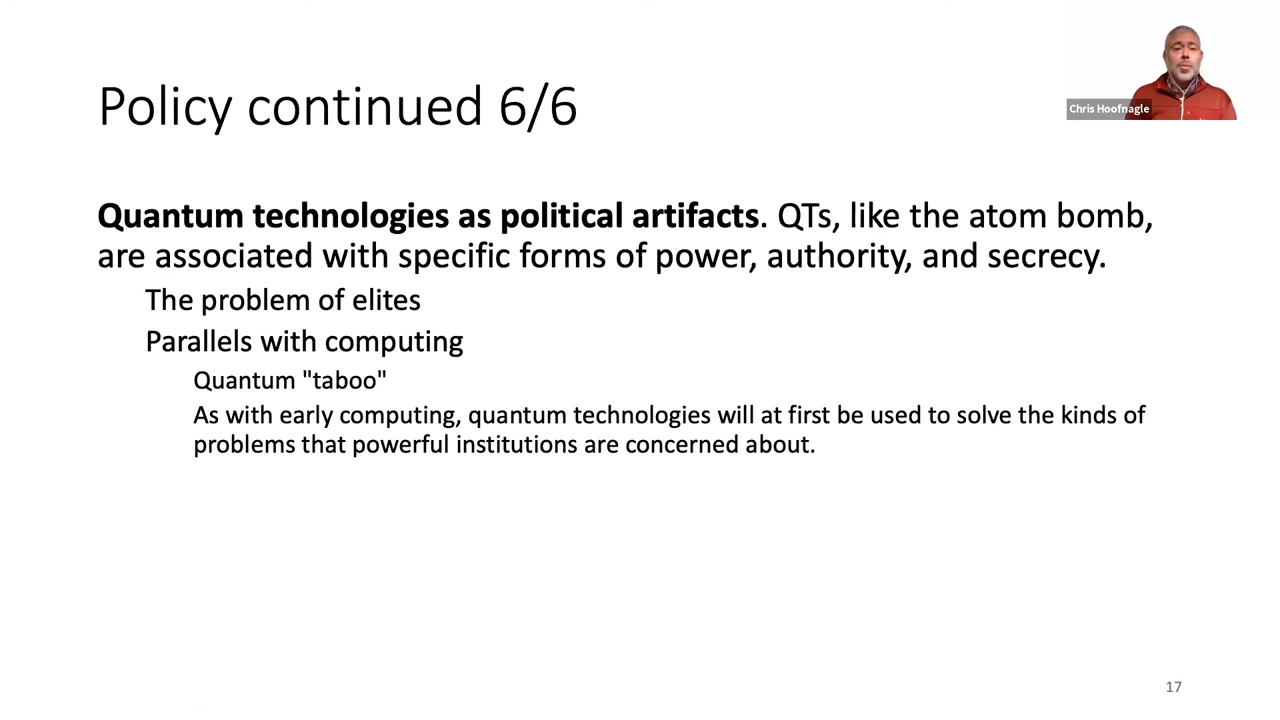 Policy continued 6/6
Chris Hoofnagle
Quantum technologies as political artifacts. QTs, like the atom bomb,
are associated with specific forms of power, authority, and secrecy.
The problem of elites
Parallels with computing
Quantum "taboo"
As with early computing, quantum technologies will at first be used to solve the kinds of
problems that powerful institutions are concerned about.
17